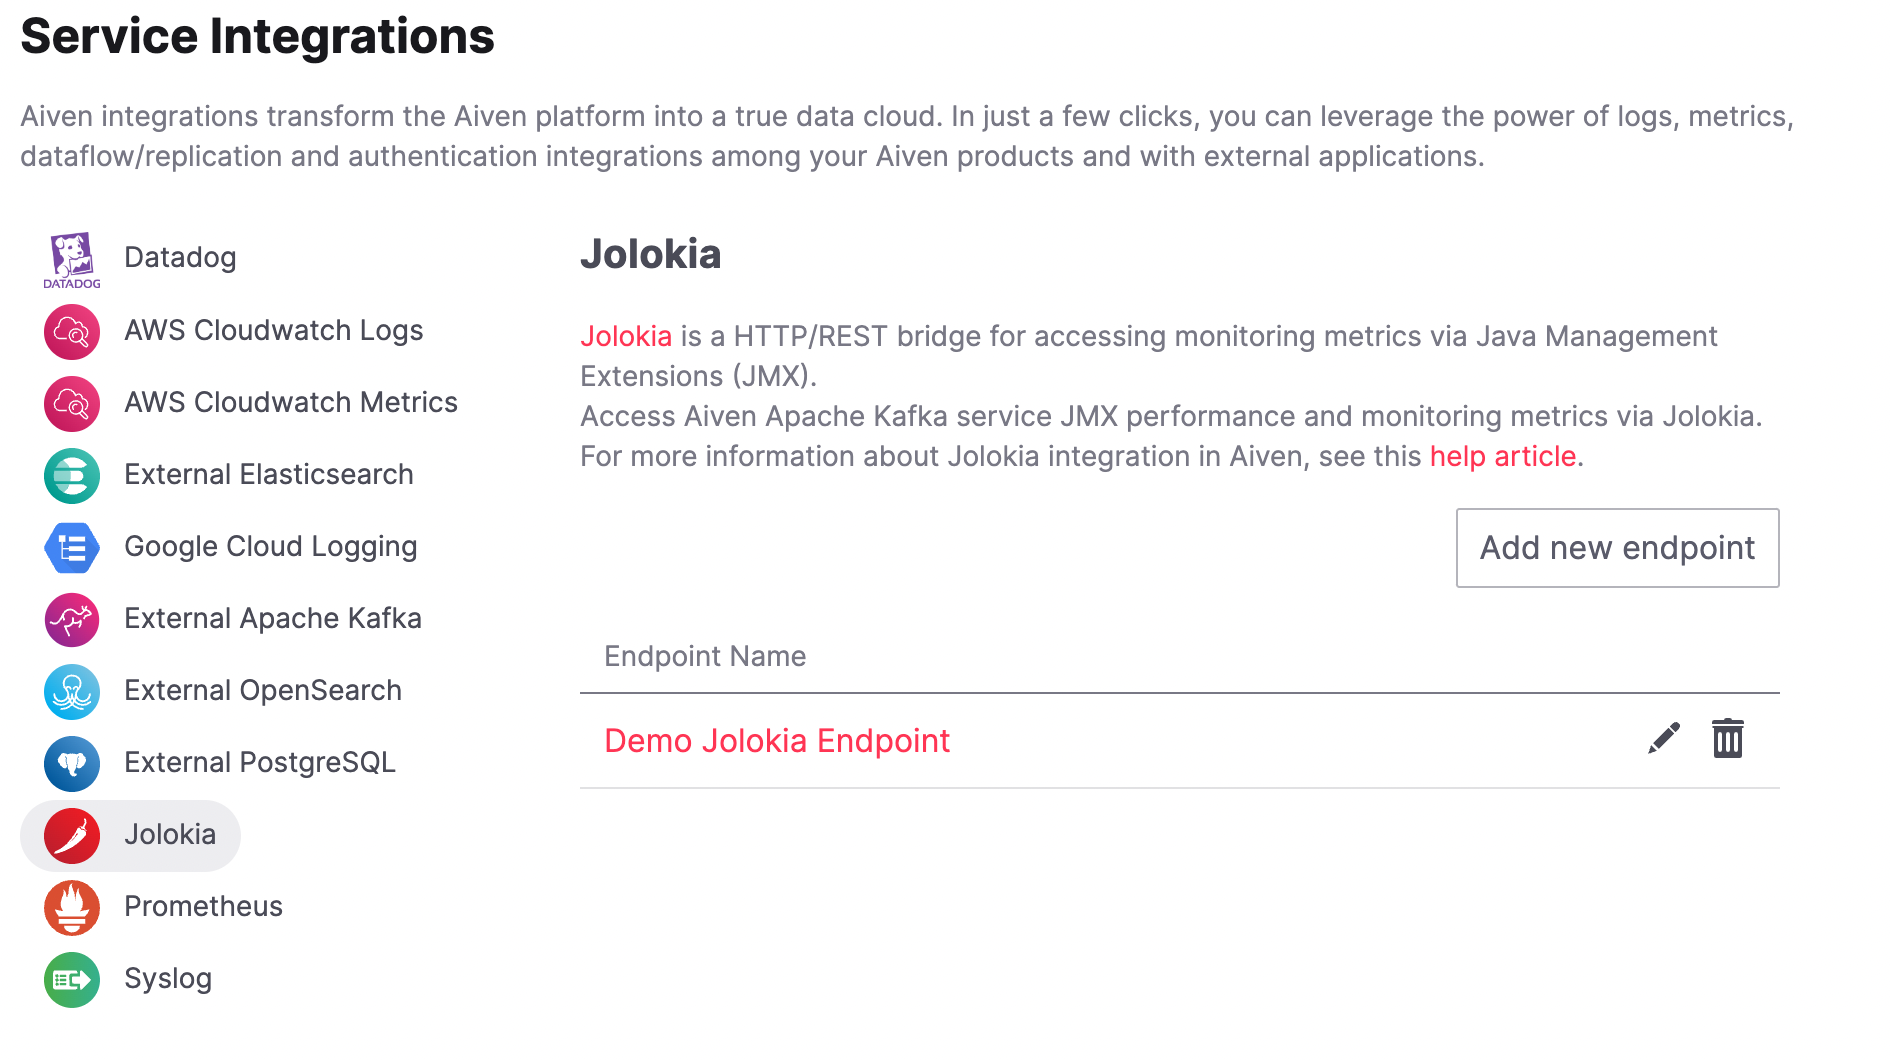 Service Integrations
Aiven integrations transform the Aiven platform into a true data cloud. In just a few clicks, you can leverage the power of logs, metrics,
dataflow/replication and authentication integrations among your Aiven products and with external applications.
DATADOG
Datadog
AWS Cloudwatch Logs
AWS Cloudwatch Metrics
External Elasticsearch
Google Cloud Logging
External Apache Kafka
External OpenSearch
External PostgreSQL
Jolokia
Prometheus
Syslog
Jolokia
Jolokia is a HTTP/REST bridge for accessing monitoring metrics via Java Management
Extensions (JMX).
Access Aiven Apache Kafka service JMX performance and monitoring metrics via Jolokia.
For more information about Jolokia integration in Aiven, see this help article.
Add new endpoint
Endpoint Name
Demo Jolokia Endpoint